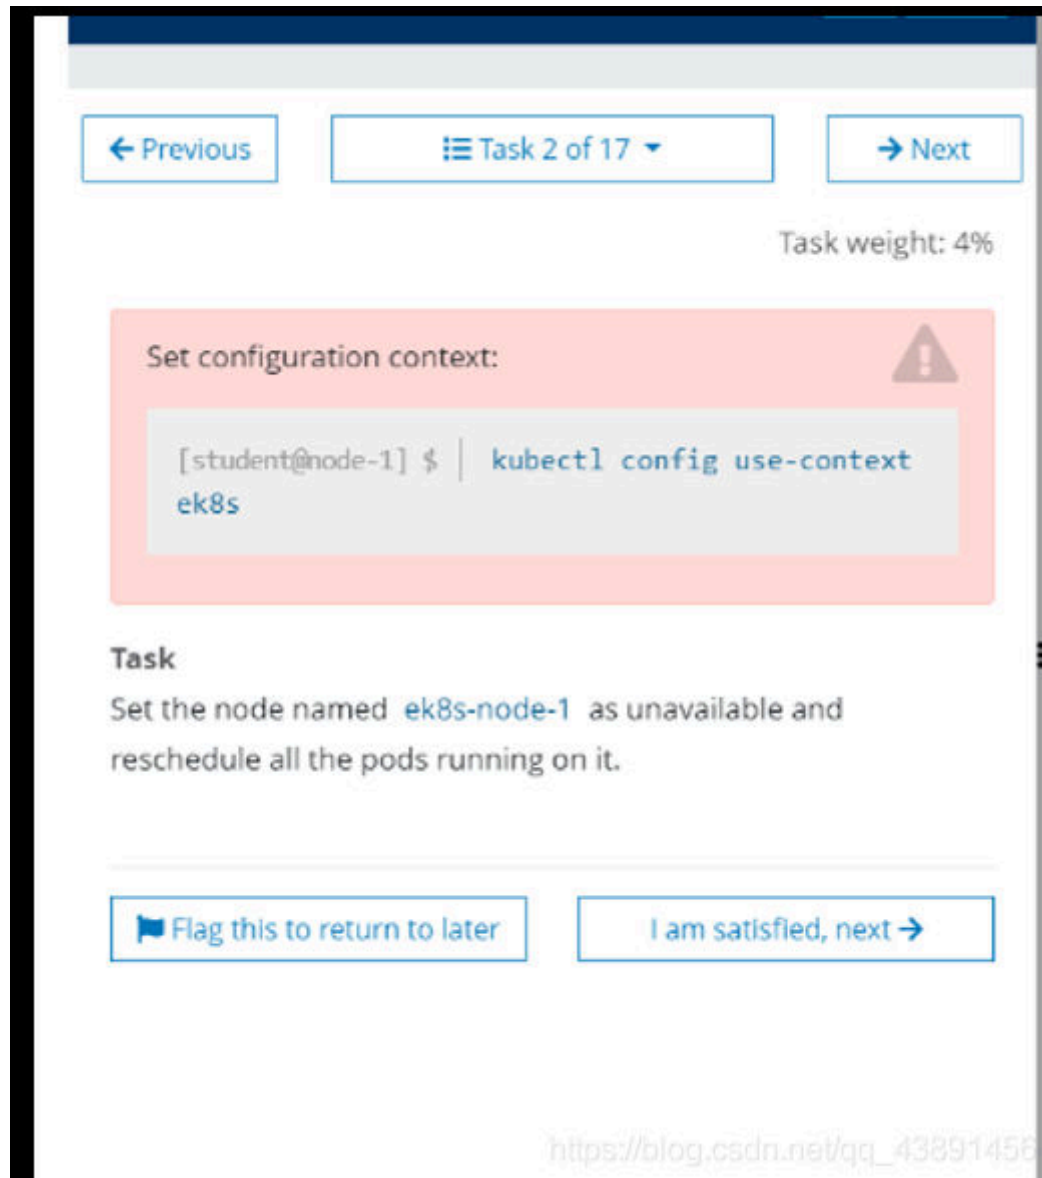 Previous
Task 2 of 17
Next
Task weight: 4%
Set configuration context:
[student@node-1] $ | kubectl config use-context
ek8s
Task
Set the node named ek8s-node-1 as unavailable and
reschedule all the pods running on it.
Flag this to return to later
I am satisfied, next
https://blog.csdn.net/qq_43891456